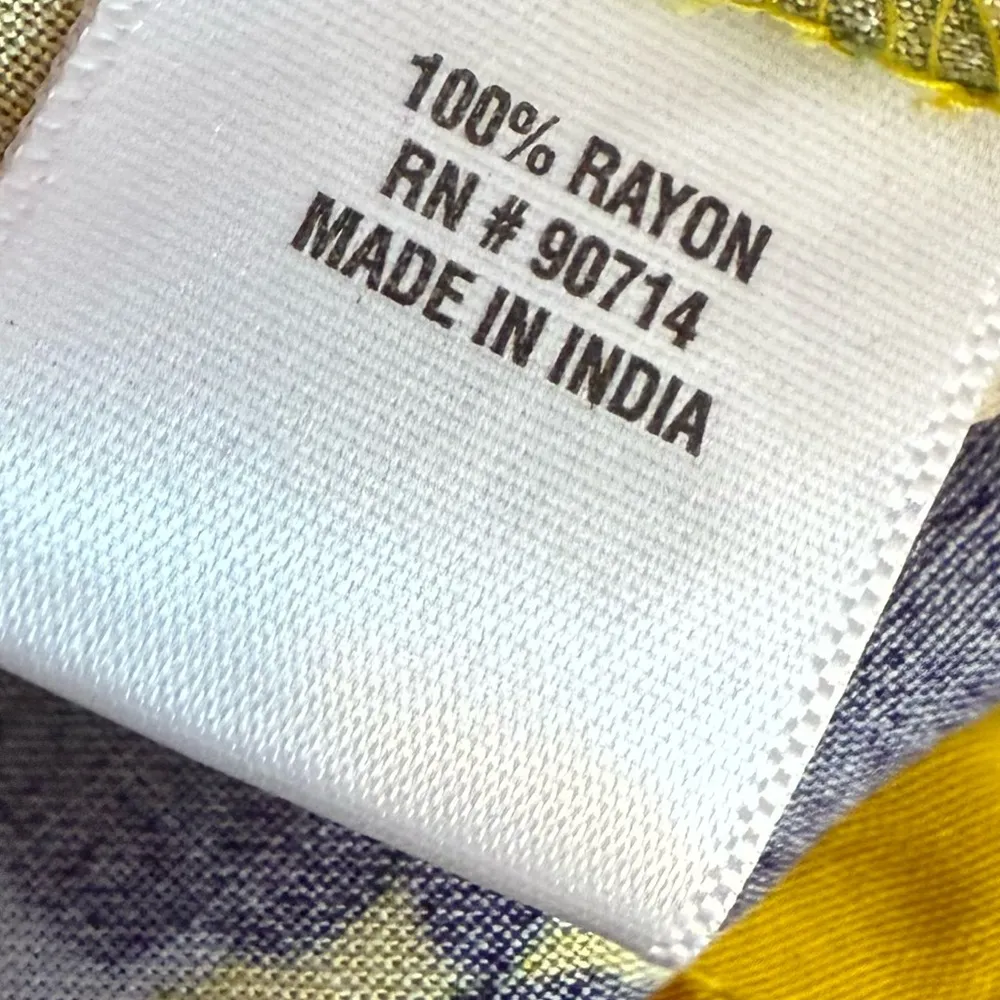 100% RAYON
RN # 90714
MADE IN INDIA